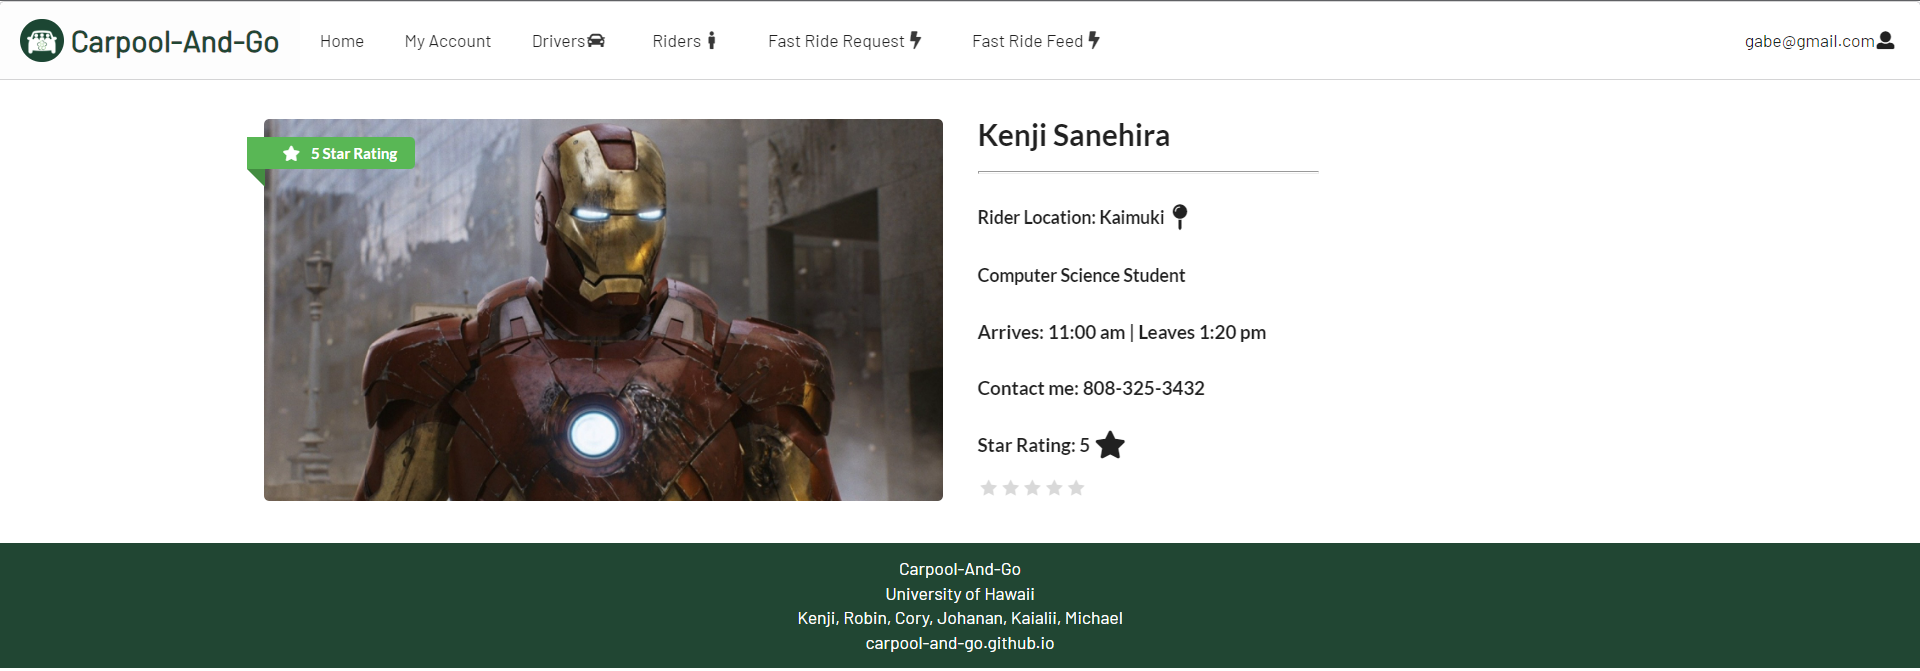 Carpool-And-Go
Home
My Account
Drivers
Riders
Fast Ride Request
Fast Ride Feed
gabe@gmail.com
5 Star Rating
Kenji Sanehira
Rider Location: Kaimuki
Computer Science Student
Arrives: 11:00 am | Leaves 1:20 pm
Contact me: 808-325-3432
Star Rating: 5
Carpool-And-Go
University of Hawaii
Kenji, Robin, Cory, Johanan, Kaialii, Michael
carpool-and-go.github.io